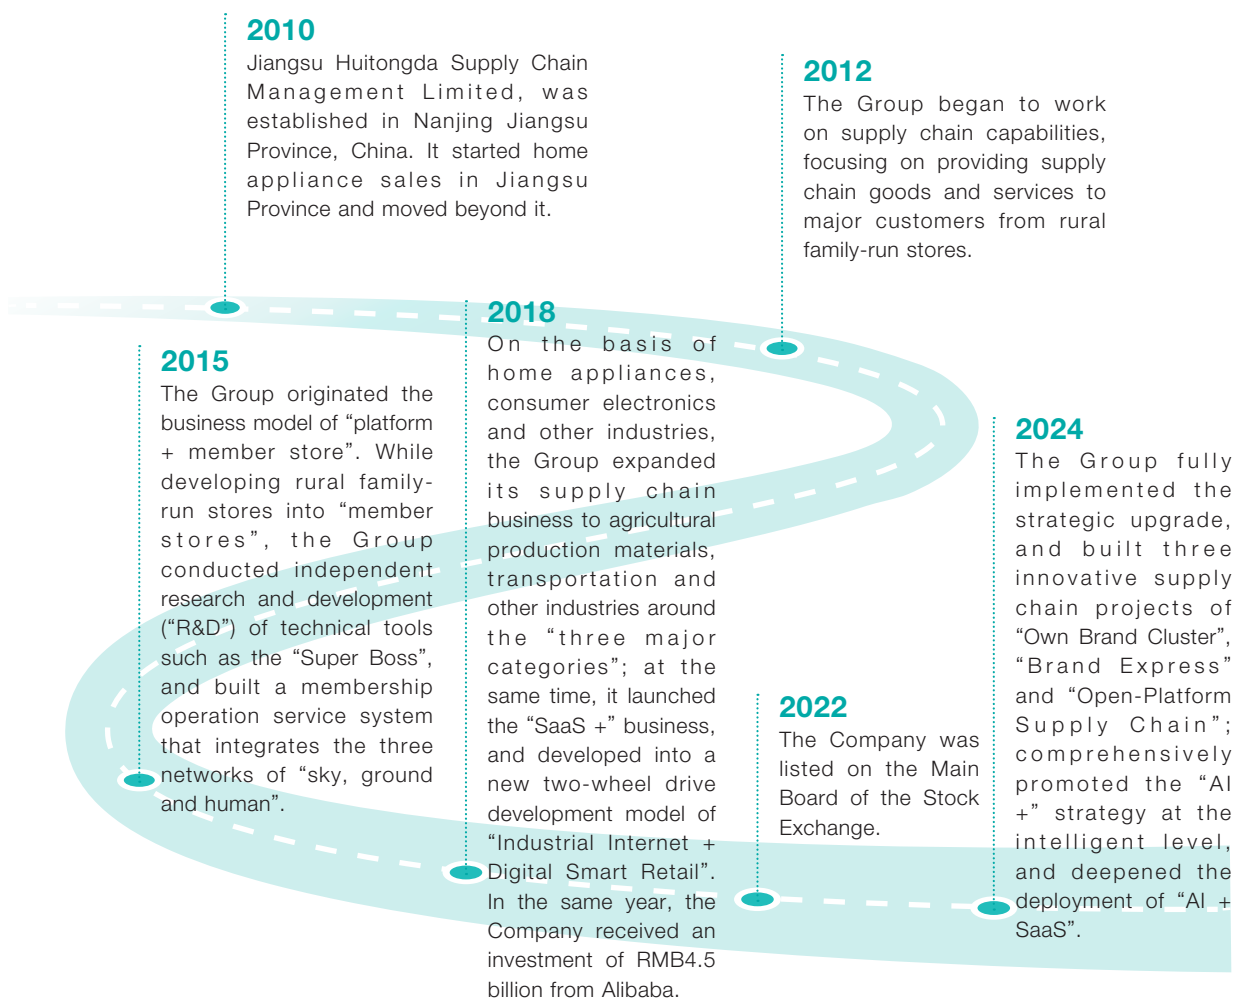 2010
Jiangsu Huitongda Supply Chain
Management Limited, was
established in Nanjing Jiangsu
Province, China. It started home
appliance sales in Jiangsu
Province and moved beyond it.
2012
The Group began to work
on supply chain capabilities,
focusing on providing supply
chain goods and services to
major customers from rural
family-run stores.
2015
The Group originated the
business model of “platform
+ member store”. While
developing rural family-
run stores into “member
stores”, the Group
conducted independent
research and development
(“R&D”) of technical tools
such as the “Super Boss”,
and built a membership
operation service system
that integrates the three
networks of “sky, ground
and human”.
2018
On the basis of
home appliances,
consumer electronics
and other industries,
the Group expanded
its supply chain
business to agricultural
production materials,
transportation and
other industries around
the “three major
categories”; at the
same time, it launched
the “SaaS +” business,
and developed into a
new two-wheel drive
development model of
“Industrial Internet +
Digital Smart Retail”.
In the same year, the
Company received an
investment of RMB4.5
billion from Alibaba.
2022
The Company was
listed on the Main
Board of the Stock
Exchange.
2024
The Group fully
implemented the
strategic upgrade,
and built three
innovative supply
chain projects of
“Own Brand Cluster”,
“Brand Express”
and “Open-Platform
Supply Chain”;
comprehensively
promoted the “AI
+” strategy at the
intelligent level,
and deepened the
deployment of “AI +
SaaS”.